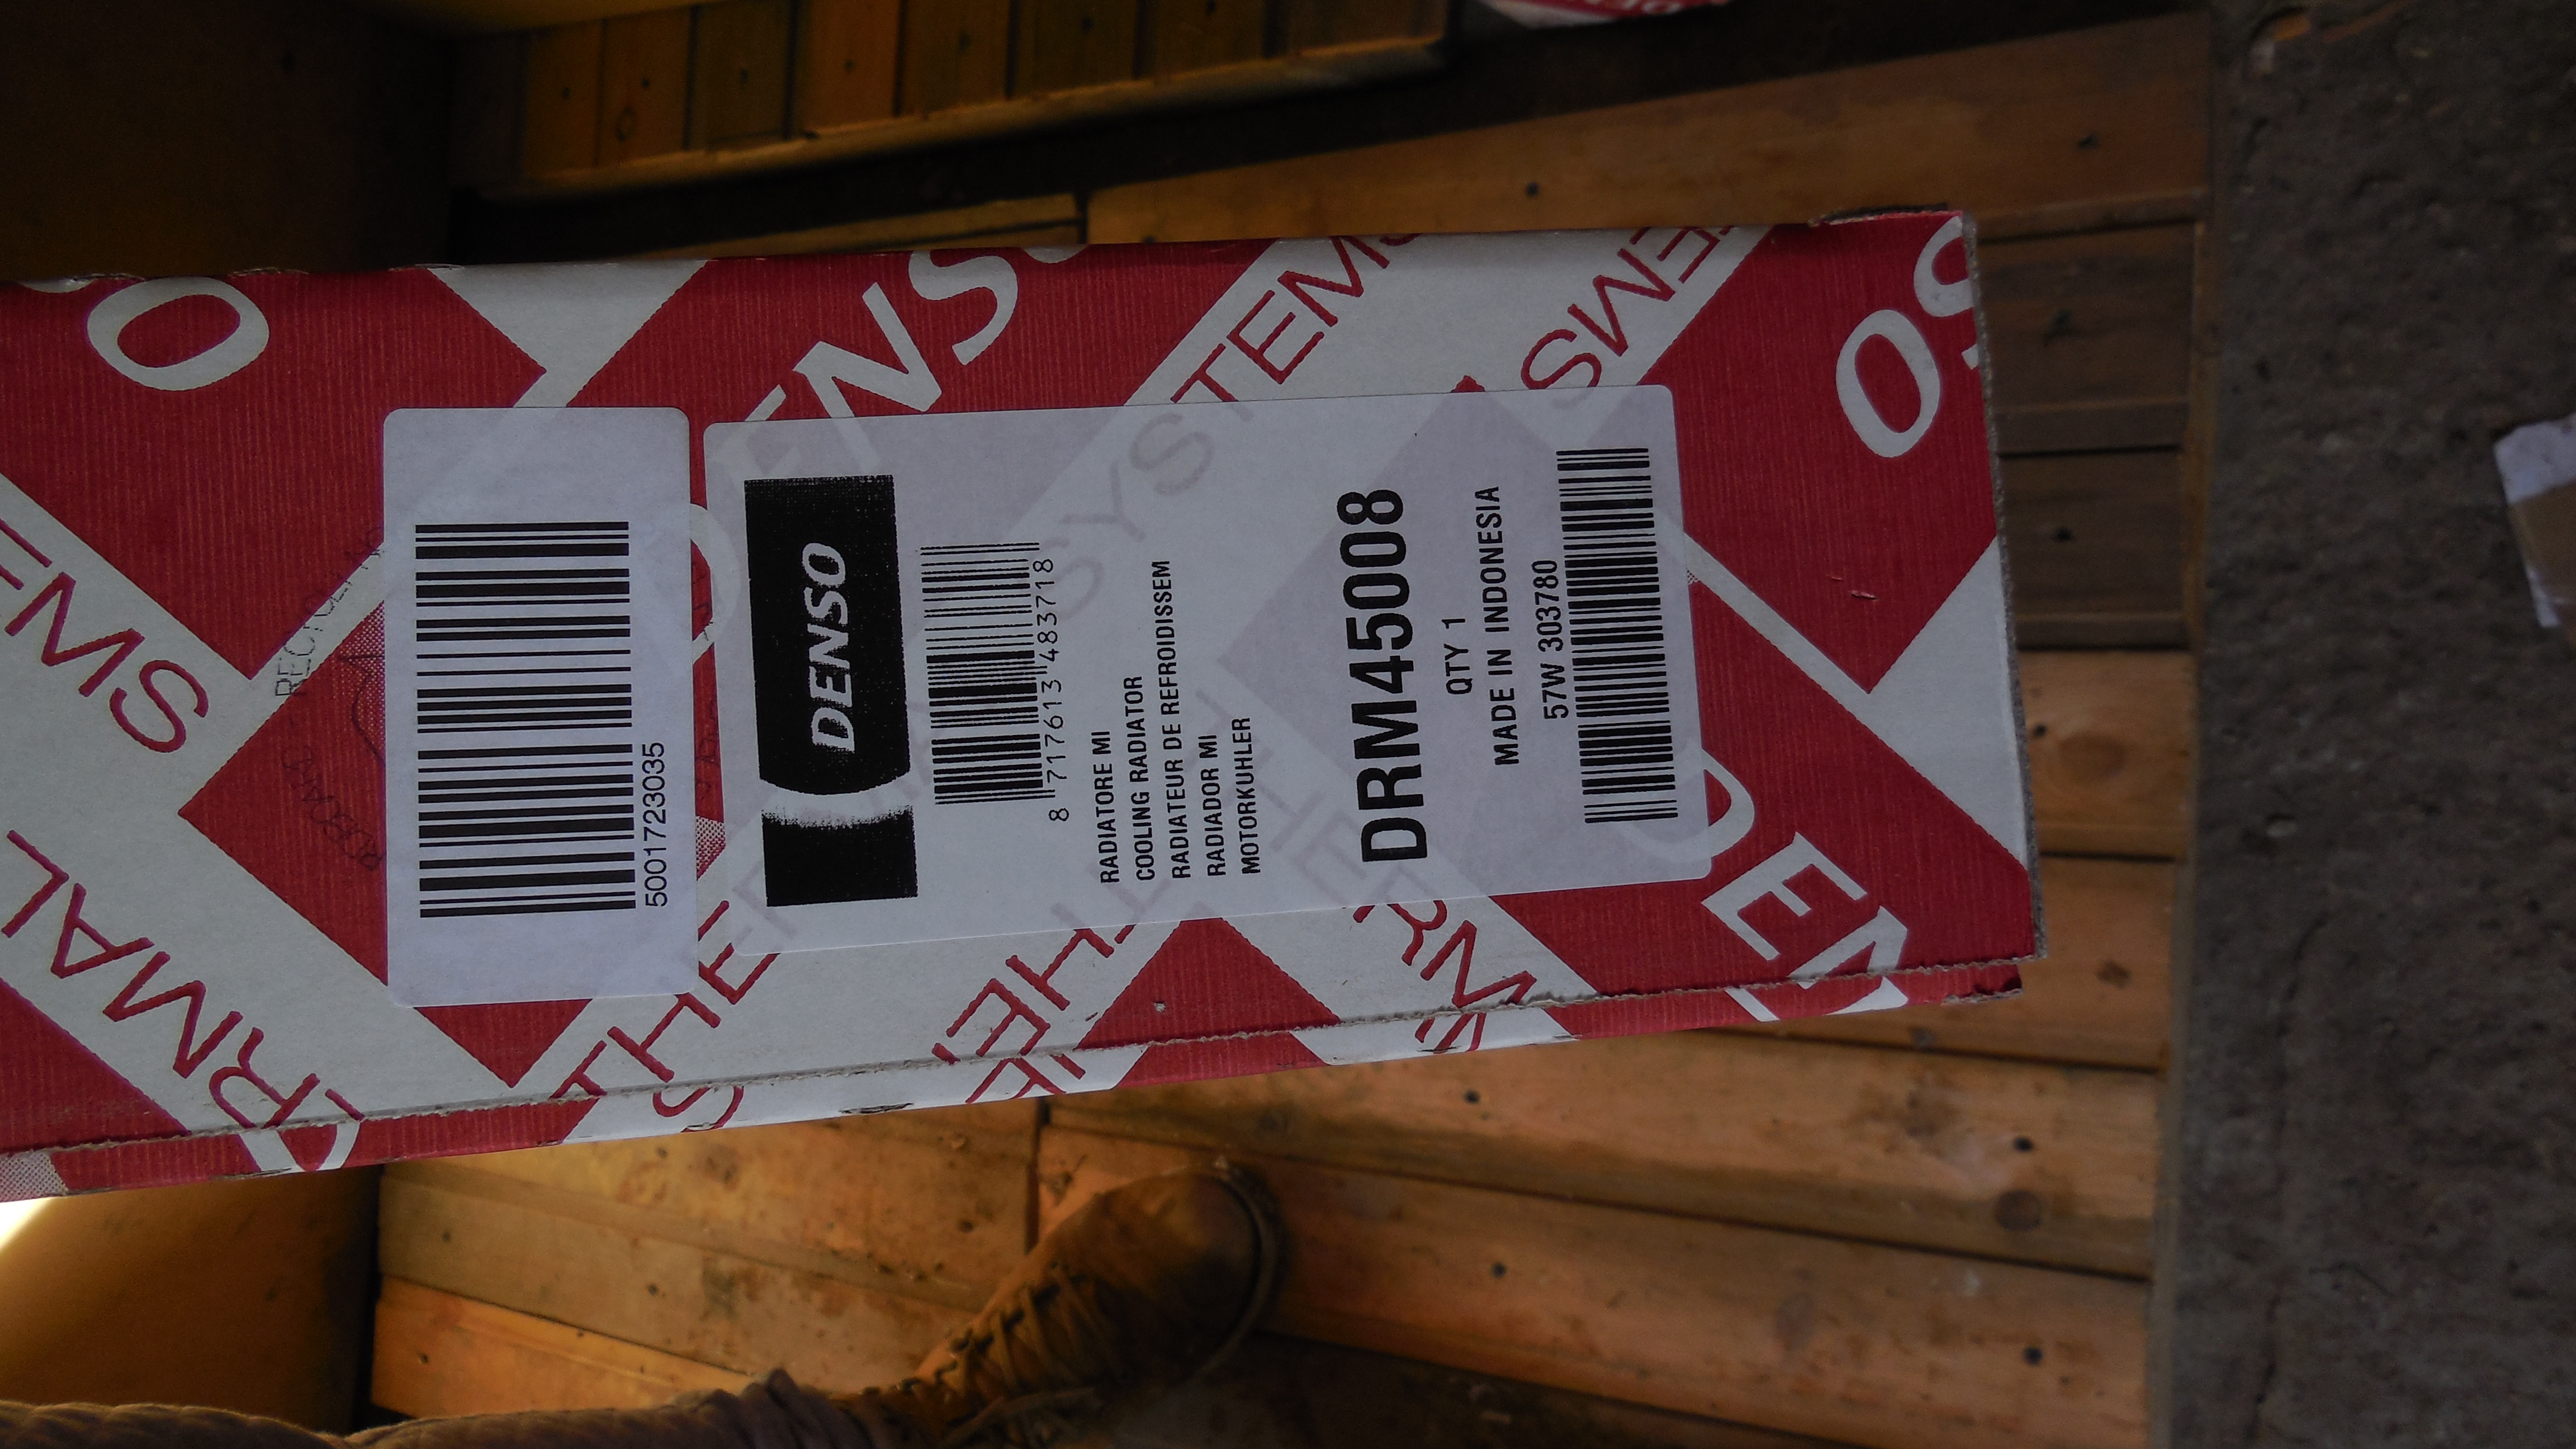 5001723035
DENSO
8 717613 483718
RADIATORE MI
COOLING RADIATOR
RADIATEUR DE REFROIDISSEM
RADIADOR MI
MOTORKUHLER
DRM45008
QTY 1
MADE IN INDONESIA
57W 303780
DENSO
SYSTEMS
THERMAL